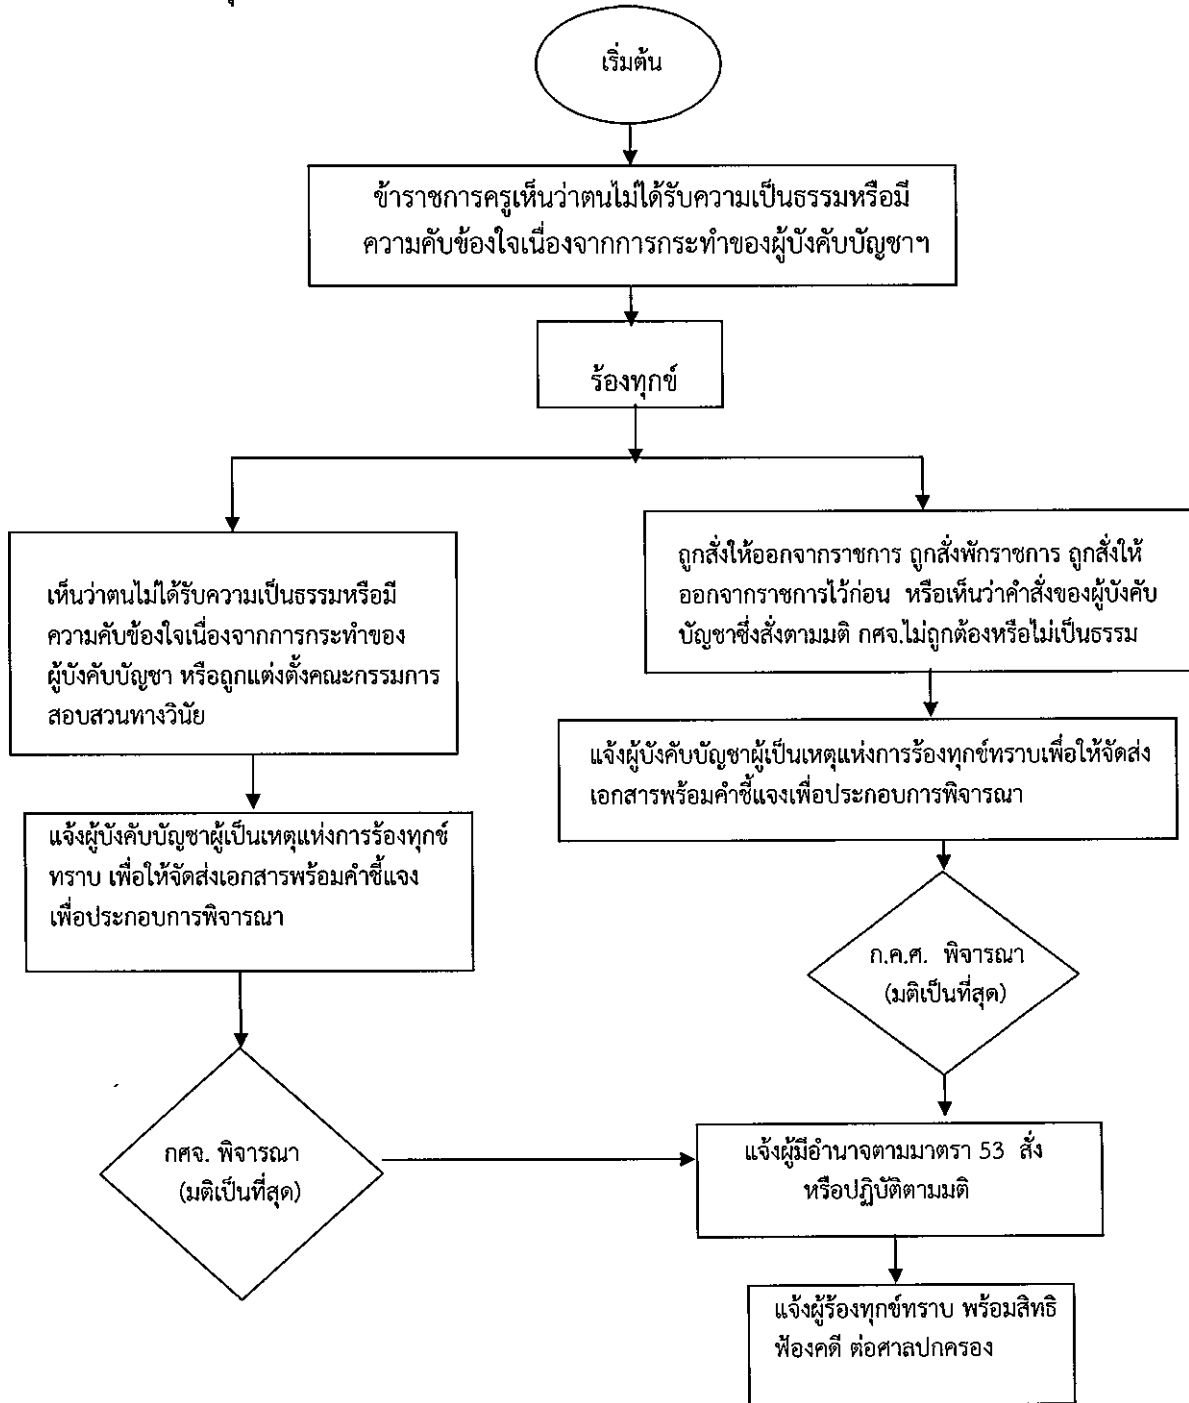 เริ่มต้น
ข้าราชการครูเห็นว่าตนไม่ได้รับความเป็นธรรมหรือมี
ความคับข้องใจเนื่องจากการกระทำของผู้บังคับบัญชาฯ
ร้องทุกข์
เห็นว่าตนไม่ได้รับความเป็นธรรมหรือมี
ความคับข้องใจเนื่องจากการกระทำของ
ผู้บังคับบัญชา หรือถูกแต่งตั้งคณะกรรมการ
สอบสวนทางวินัย
แจ้งผู้บังคับบัญชาผู้เป็นเหตุแห่งการร้องทุกข์
ทราบ เพื่อให้จัดส่งเอกสารพร้อมคำชี้แจง
เพื่อประกอบการพิจารณา
กศจ. พิจารณา
(มติเป็นที่สุด)
ถูกสั่งให้ออกจากราชการ ถูกสั่งพักราชการ ถูกสั่งให้
ออกจากราชการไว้ก่อน หรือเห็นว่าคำสั่งของผู้บังคับ
บัญชาซึ่งสั่งตามมติ กศจ.ไม่ถูกต้องหรือไม่เป็นธรรม
แจ้งผู้บังคับบัญชาผู้เป็นเหตุแห่งการร้องทุกข์ทราบเพื่อให้จัดส่ง
เอกสารพร้อมคำชี้แจงเพื่อประกอบการพิจารณา
ก.ค.ศ. พิจารณา
(มติเป็นที่สุด)
แจ้งผู้มีอำนาจตามมาตรา 53 สั่ง
หรือปฏิบัติตามมติ
แจ้งผู้ร้องทุกข์ทราบ พร้อมสิทธิ
ฟ้องคดี ต่อศาลปกครอง